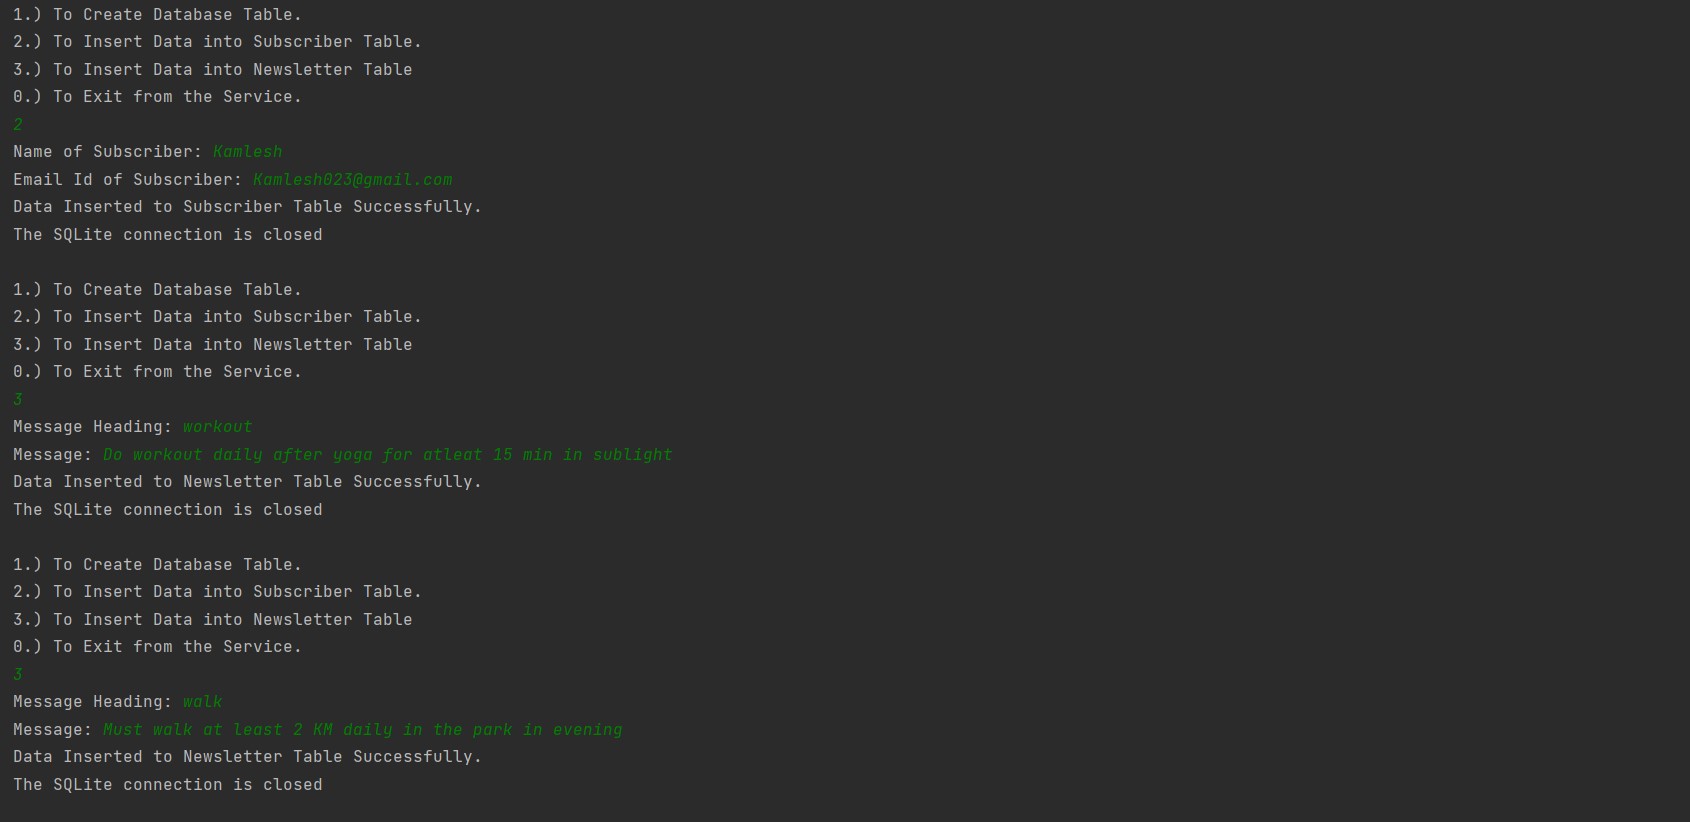 1.) To Create Database Table.
2.) To Insert Data into Subscriber Table.
3.) To Insert Data into Newsletter Table
0.) To Exit from the Service.
2
Name of Subscriber: Kamlesh
Email Id of Subscriber: Kamlesh023@gmail.com
Data Inserted to Subscriber Table Successfully.
The SQLite connection is closed
1.) To Create Database Table.
2.) To Insert Data into Subscriber Table.
3.) To Insert Data into Newsletter Table
0.) To Exit from the Service.
3
Message Heading: workout
Message: Do workout daily after yoga for atleat 15 min in sublight
Data Inserted to Newsletter Table Successfully.
The SQLite connection is closed
1.) To Create Database Table.
2.) To Insert Data into Subscriber Table.
3.) To Insert Data into Newsletter Table
0.) To Exit from the Service.
3
Message Heading: walk
Message: Must walk at least 2 KM daily in the park in evening
Data Inserted to Newsletter Table Successfully.
The SQLite connection is closed